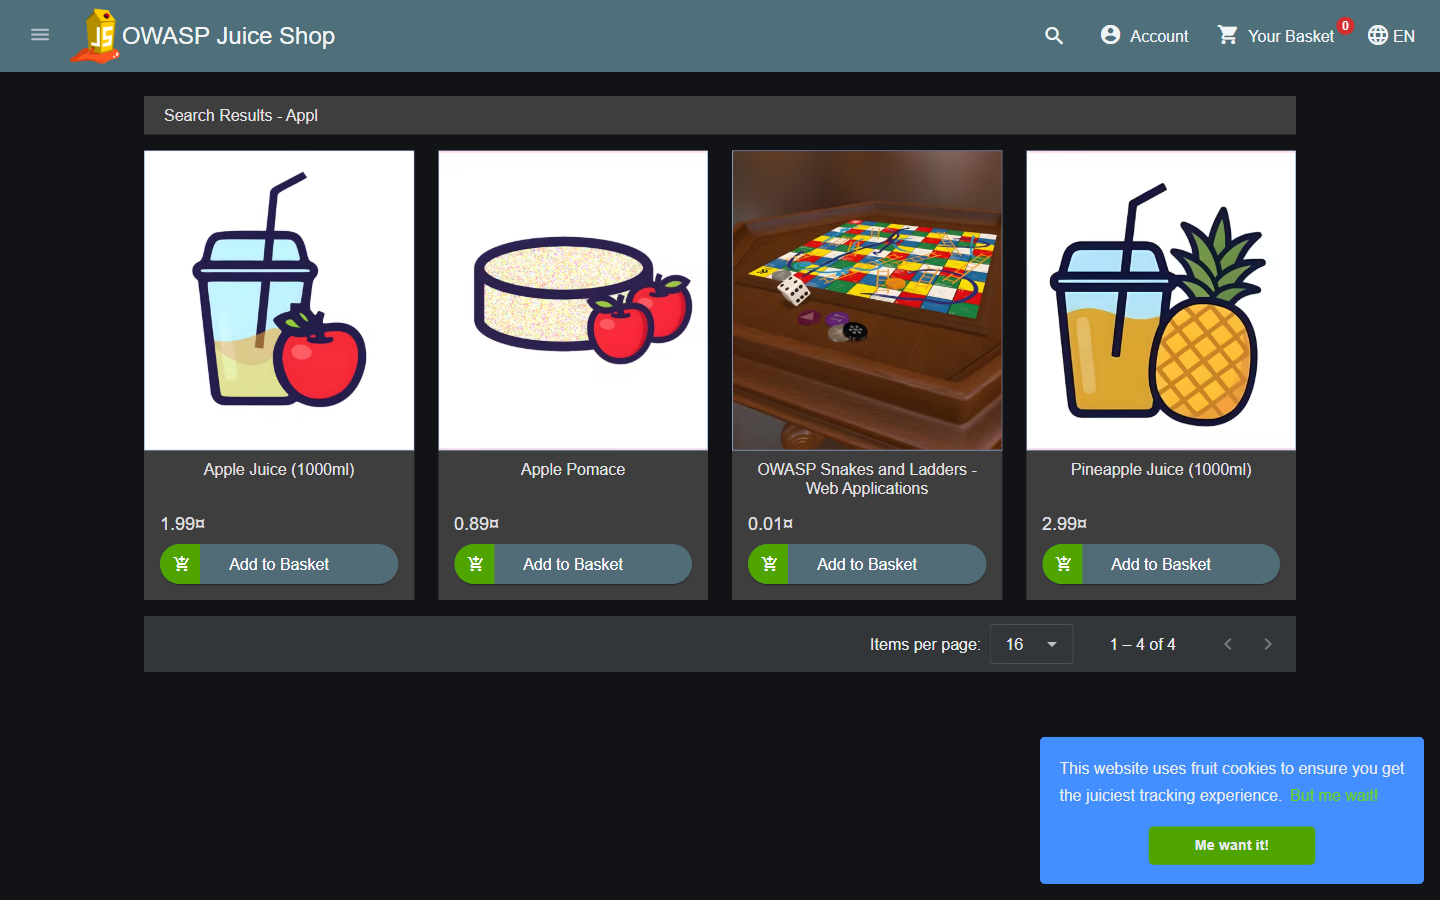 OWASP Juice Shop
Account
Your Basket
0
EN
Search Results - Appl
Apple Juice (1000ml)
1.99¤
Add to Basket
Apple Pomace
0.89¤
Add to Basket
OWASP Snakes and Ladders -
Web Applications
0.01¤
Add to Basket
Pineapple Juice (1000ml)
2.99¤
Add to Basket
Items per page:
16
1 – 4 of 4
This website uses fruit cookies to ensure you get
the juiciest tracking experience. But me wait!
Me want it!